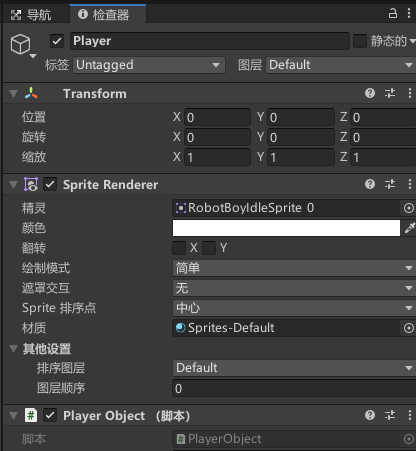 导航 检查器
Player 静态的
标签 Untagged 图层 Default
Transform
位置 X 0 Y 0 Z 0
旋转 X 0 Y 0 Z 0
缩放 X 1 Y 1 Z 1
Sprite Renderer
精灵 RobotBoyIdleSprite_0
颜色
翻转 X Y
绘制模式 简单
遮罩交互 无
Sprite 排序点 中心
材质 Sprites-Default
其他设置
排序图层 Default
图层顺序 0
# Player Object （脚本）
脚本 # PlayerObject